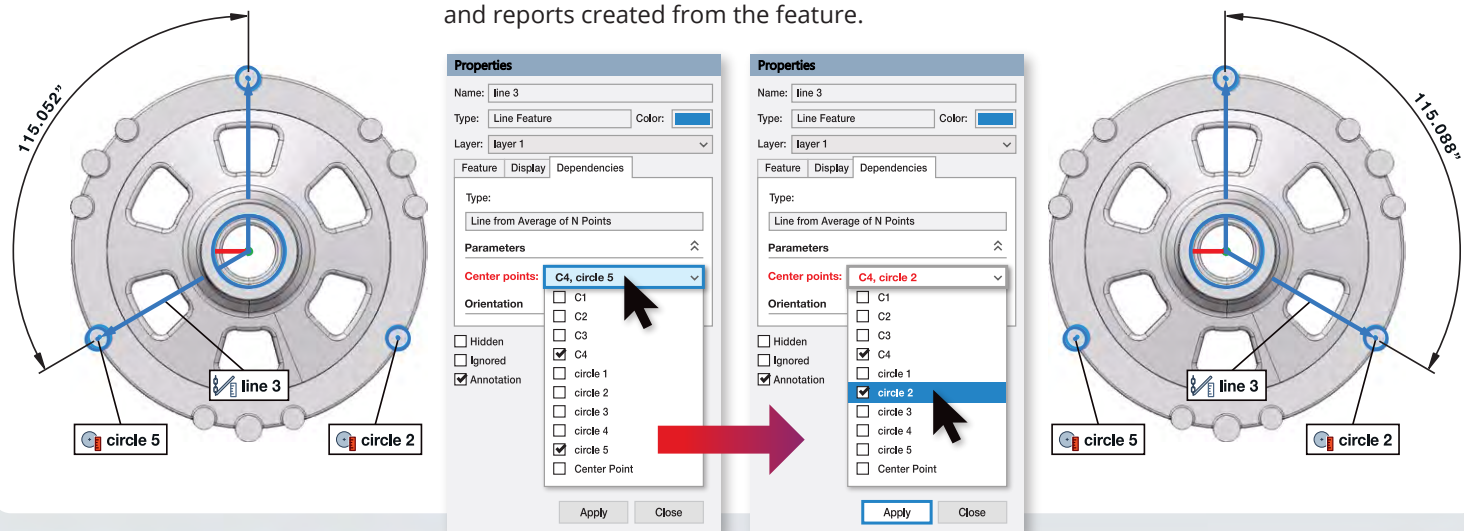 and reports created from the feature.
115.052"
line 3
circle 5
circle 2
Properties
Name: line 3
Type: Line Feature Color:
Layer: layer 1
Feature Display Dependencies
Type:
Line from Average of N Points
Parameters
Center points: C4, circle 5
Orientation
C1
C2
C3
C4
circle 1
circle 2
circle 3
circle 4
circle 5
Center Point
Hidden
Ignored
Annotation
Apply Close
Properties
Name: line 3
Type: Line Feature Color:
Layer: layer 1
Feature Display Dependencies
Type:
Line from Average of N Points
Parameters
Center points: C4, circle 2
Orientation
C1
C2
C3
C4
circle 1
circle 2
circle 3
circle 4
circle 5
Center Point
Hidden
Ignored
Annotation
Apply Close
115.088"
line 3
circle 5
circle 2